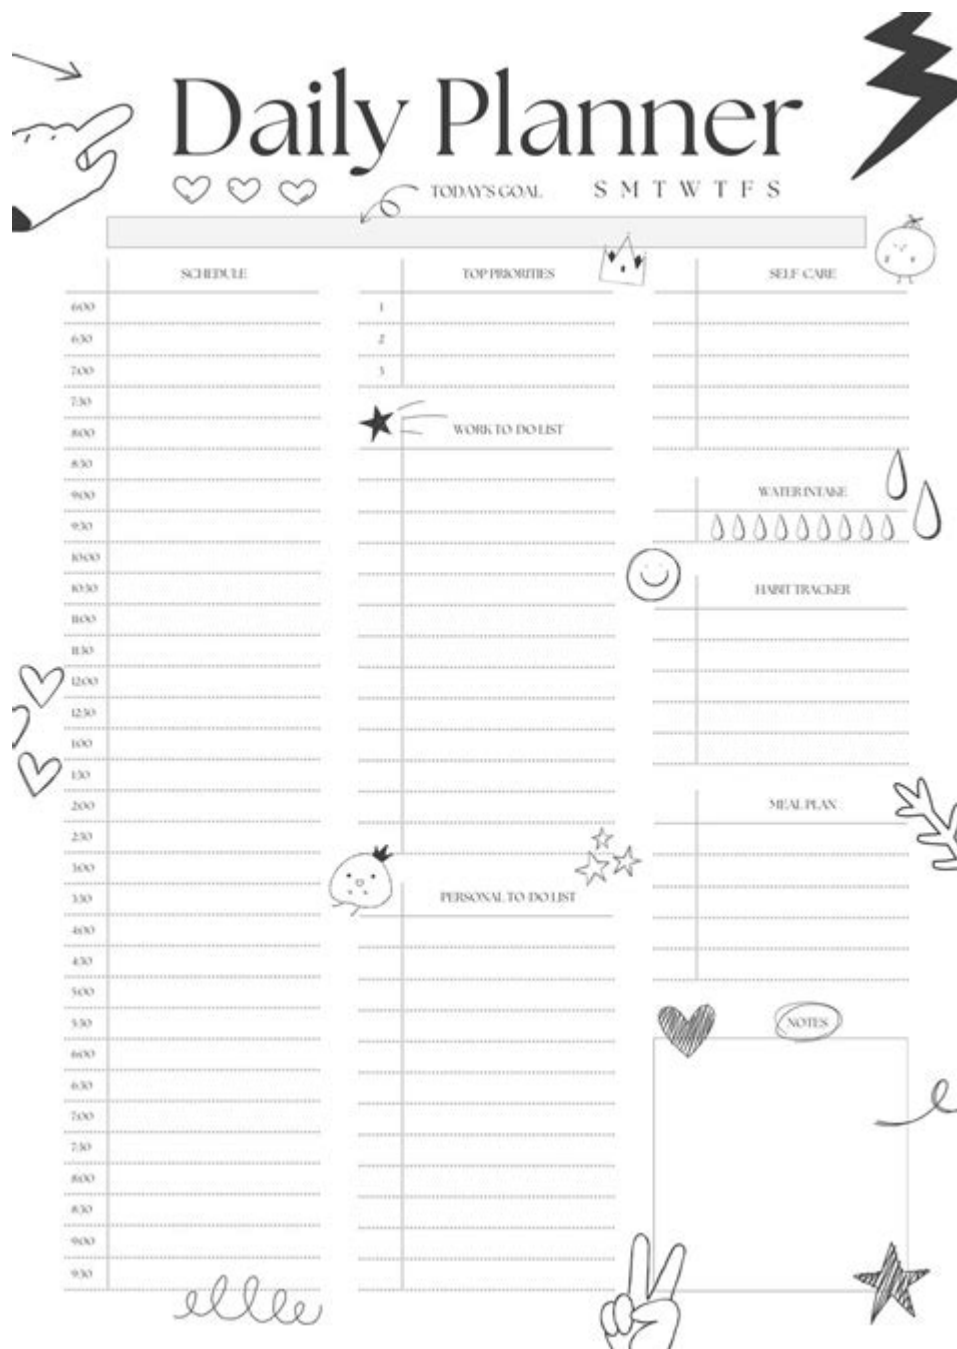 Daily Planner
TODAY'S GOAL
S M T W T F S
SCHEDULE
6:00
6:30
7:00
7:30
8:00
8:30
9:00
9:30
10:00
10:30
11:00
11:30
12:00
12:30
1:00
1:30
2:00
2:30
3:00
3:30
4:00
4:30
5:00
5:30
6:00
6:30
7:00
7:30
8:00
8:30
9:00
9:30
TOP PRIORITIES
1
2
3
WORK TO DO LIST
PERSONAL TO-DO LIST
SELF-CARE
WATER INTAKE
HABIT TRACKER
MEAL PLAN
NOTES